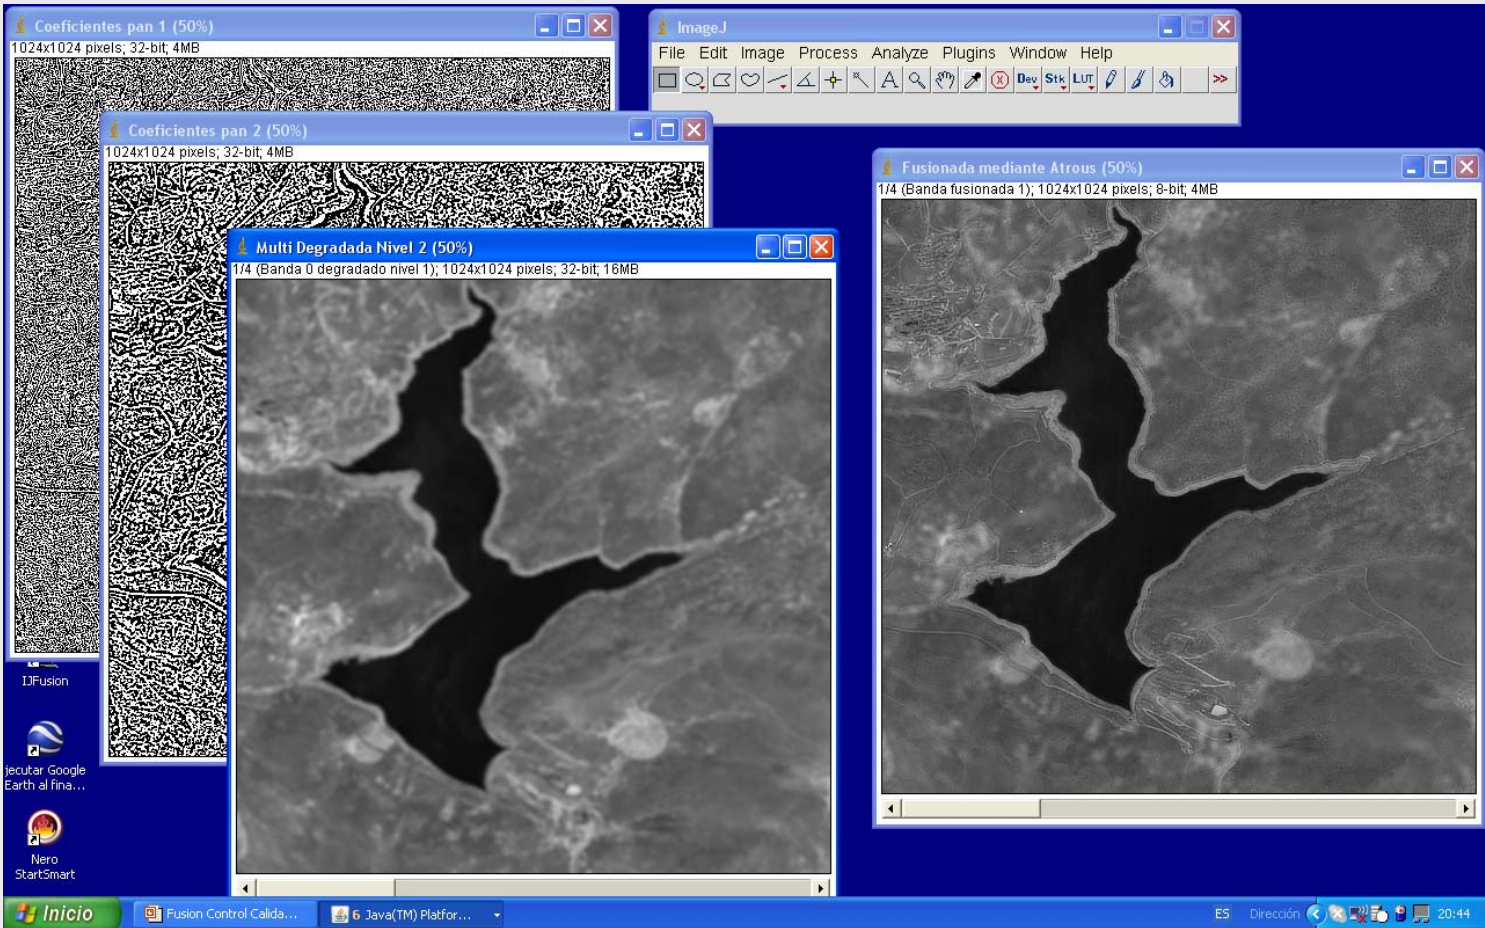 Coeficientes pan 1 (50%)
1024x1024 pixels; 32-bit; 4MB
ImageJ
File Edit Image Process Analyze Plugins Window Help
A Dev Stk LUT >>
Coeficientes pan 2 (50%)
1024x1024 pixels; 32-bit; 4MB
Fusionada mediante Atrous (50%)
1/4 (Banda fusionada 1); 1024x1024 pixels; 8-bit; 4MB
Multi Degradada Nivel 2 (50%)
1/4 (Banda 0 degradado nivel 1); 1024x1024 pixels; 32-bit; 16MB
IJFusion
jecutar Google
Earth al fina...
Nero
StartSmart
Inicio
Fusion Control Calida...
6 Java(TM) Platfor...
ES
Dirección
20:44